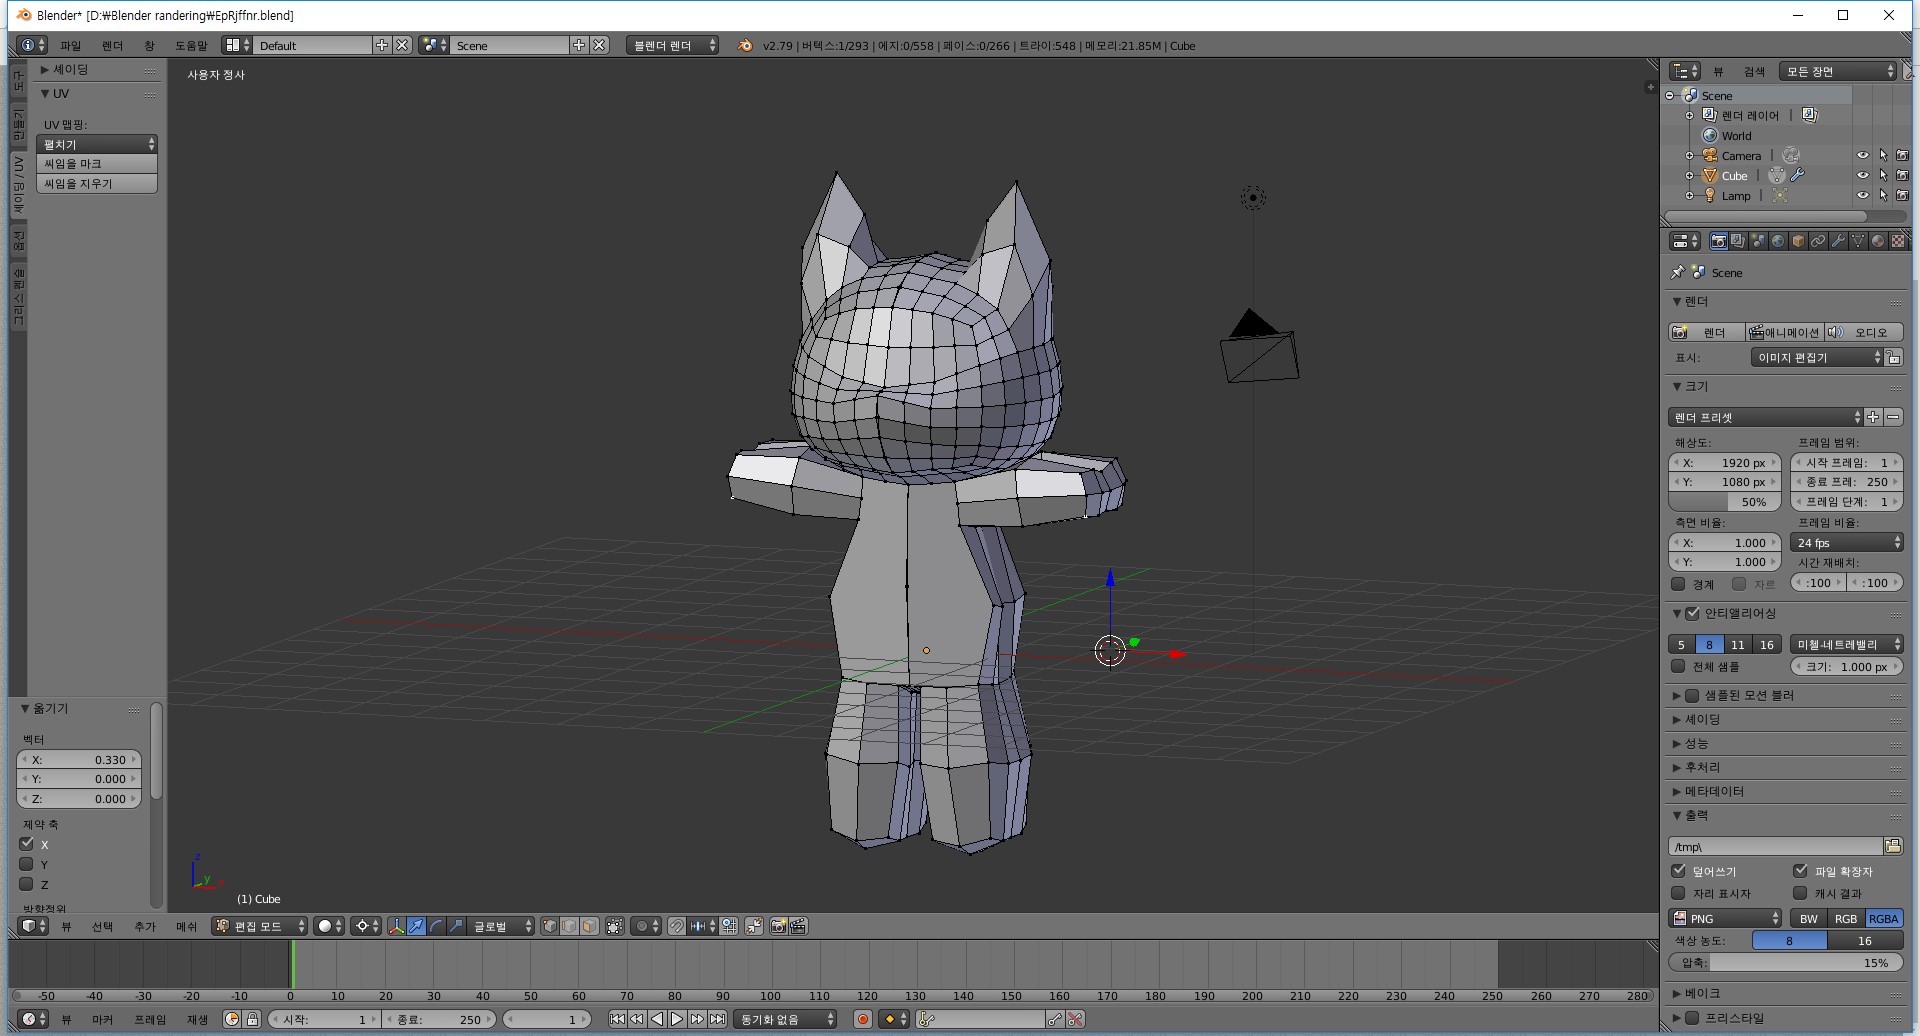 Blender* [D:₩Blender randering₩EpRjffnr.blend]
파일 렌더 창 도움말 Default Scene 블렌더 렌더 v2.79 | 버텍스:1/293 | 에지:0/558 | 페이스:0/266 | 트라이:548 | 메모리:21.85M | Cube
도구
만들기
셰이딩 / UV
옵션
그리스 펜슬
셰이딩
UV
UV 맵핑:
펼치기
씨임을 마크
씨임을 지우기
옮기기
벡터
X: 0.330
Y: 0.000
Z: 0.000
제약 축
X
Y
Z
방향정위
사용자 정사
z
y
x
(1) Cube
뷰 선택 추가 메쉬 편집 모드 글로벌
-50 -40 -30 -20 -10 0 10 20 30 40 50 60 70 80 90 100 110 120 130 140 150 160 170 180 190 200 210 220 230 240 250 260 270 280
뷰 마커 프레임 재생 시작: 1 종료: 250 1 동기화 없음
뷰 검색 모든 장면
Scene
렌더 레이어
World
Camera
Cube
Lamp
Scene
렌더
렌더 애니메이션 오디오
표시: 이미지 편집기
크기
렌더 프리셋
해상도: 프레임 범위:
X: 1920 px 시작 프레임: 1
Y: 1080 px 종료 프레: 250
50% 프레임 단계: 1
측면 비율: 프레임 비율:
X: 1.000 24 fps
Y: 1.000 시간 재배치:
경계 자르 :100 :100
안티앨리어싱
5 8 11 16 미첼-네트레밸리
전체 샘플 크기: 1.000 px
샘플된 모션 블러
셰이딩
성능
후처리
메타데이터
출력
/tmp\
덮어쓰기 파일 확장자
자리 표시자 캐시 결과
PNG BW RGB RGBA
색상 농도: 8 16
압축: 15%
베이크
프리스타일